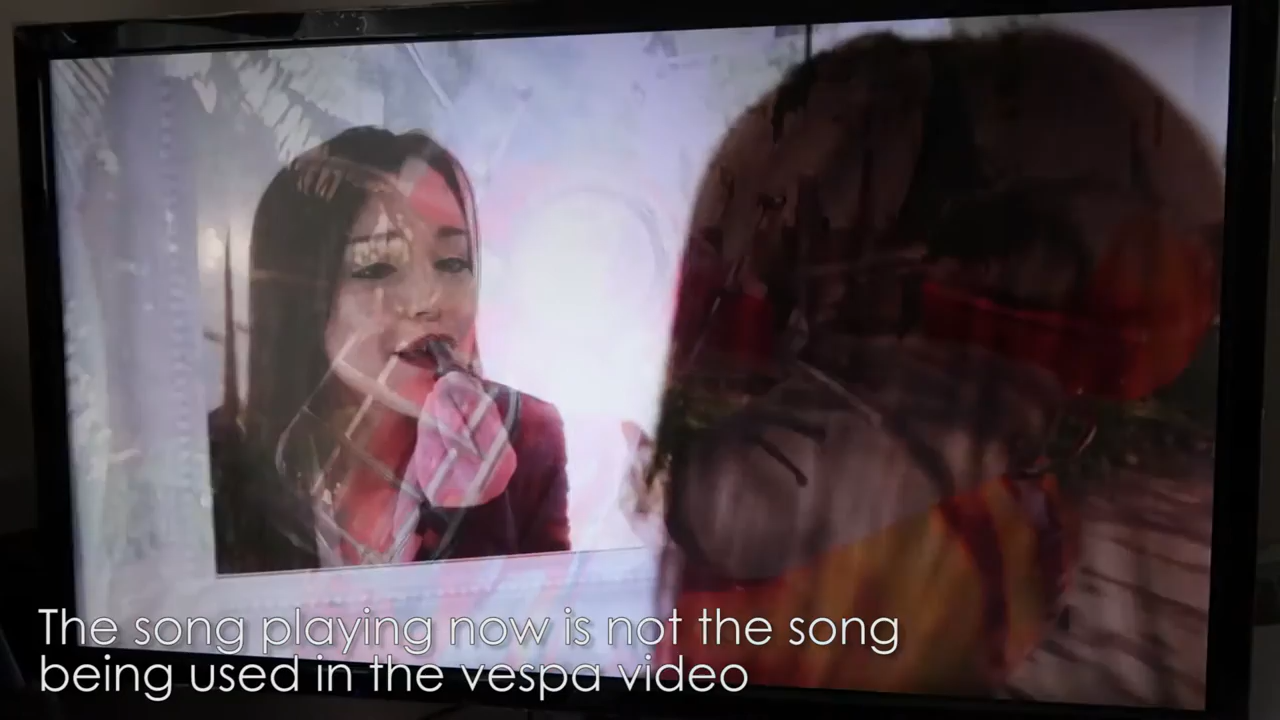 The song playing now is not the song
being used in the vespa video